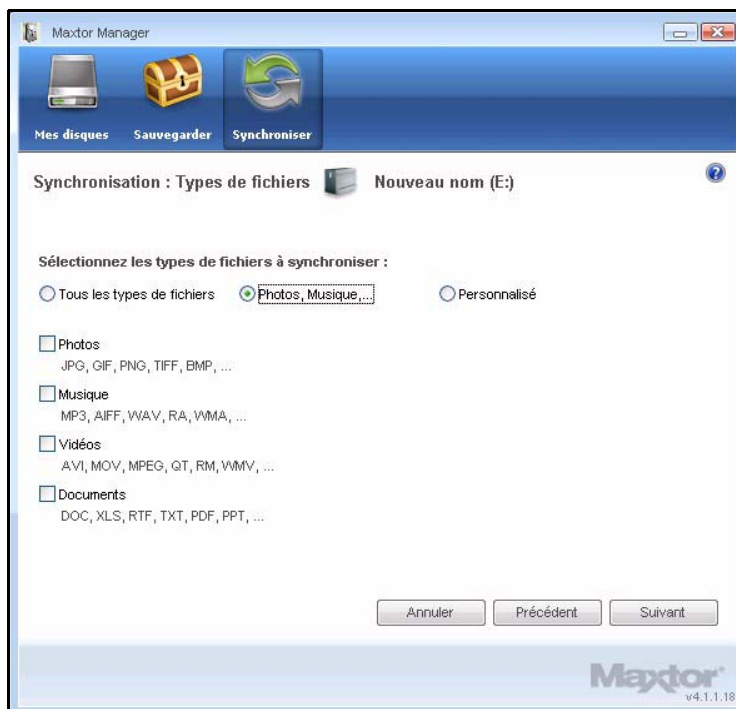 Maxtor Manager
Mes disques Sauvegarder Synchroniser
Synchronisation : Types de fichiers Nouveau nom (E:)
Sélectionnez les types de fichiers à synchroniser :
Tous les types de fichiers Photos, Musique,... Personnalisé
Photos
JPG, GIF, PNG, TIFF, BMP, ...
Musique
MP3, AIFF, WAV, RA, WMA, ...
Vidéos
AVI, MOV, MPEG, QT, RM, WMV, ...
Documents
DOC, XLS, RTF, TXT, PDF, PPT, ...
Annuler Précédent Suivant
Maxtor
v4.1.1.18